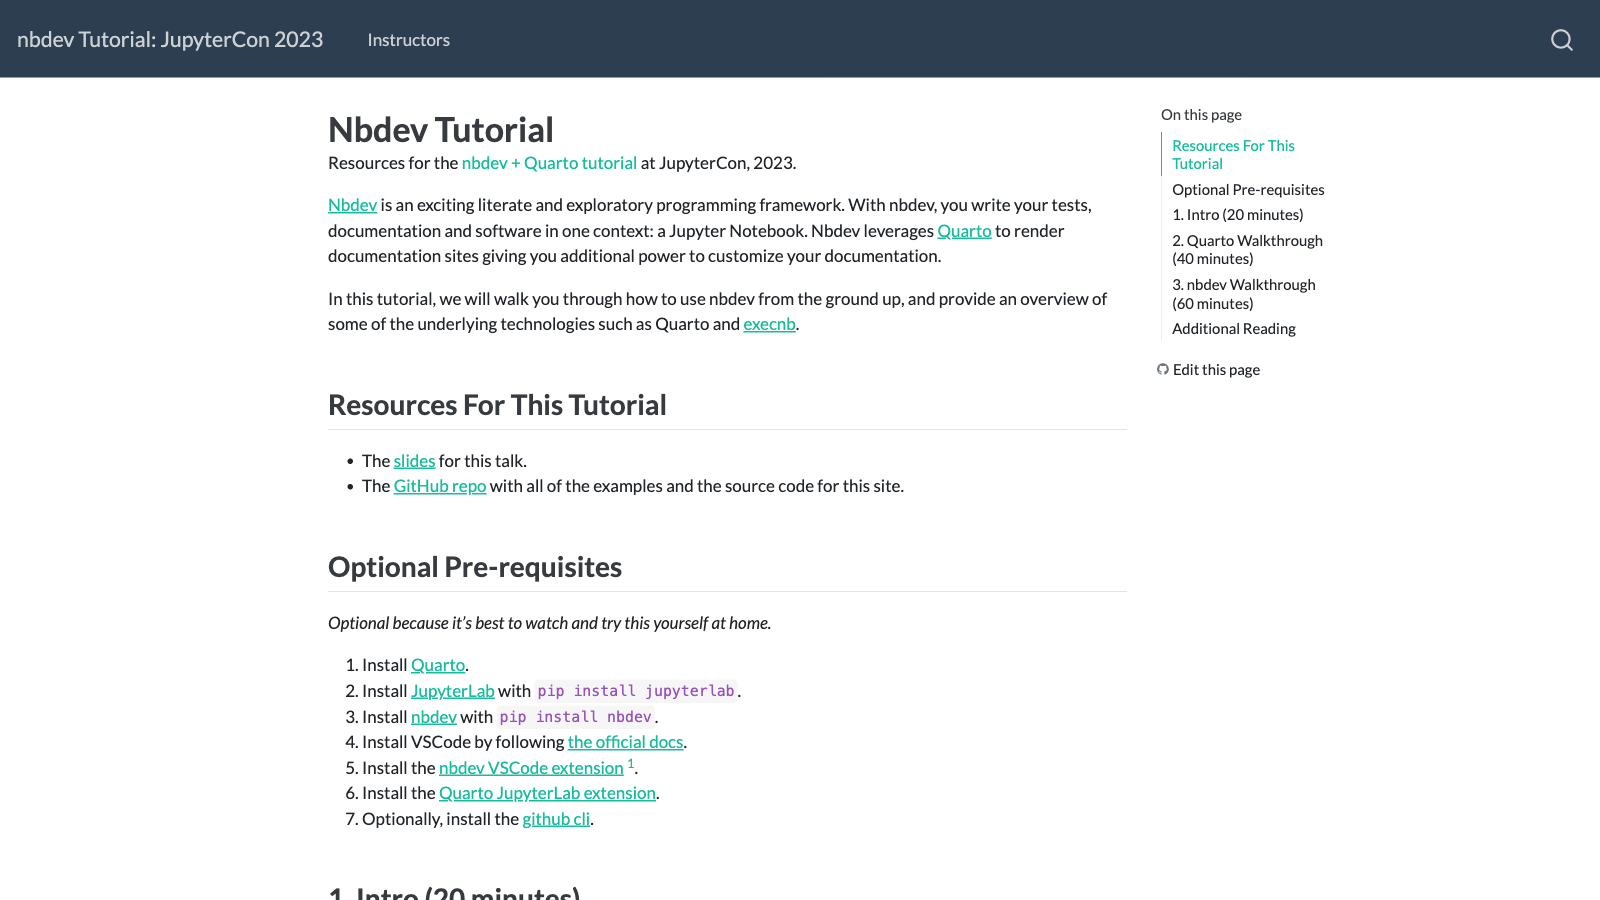 nbdev Tutorial: JupyterCon 2023 Instructors
Nbdev Tutorial
Resources for the nbdev + Quarto tutorial at JupyterCon, 2023.
Nbdev is an exciting literate and exploratory programming framework. With nbdev, you write your tests,
documentation and software in one context: a Jupyter Notebook. Nbdev leverages Quarto to render
documentation sites giving you additional power to customize your documentation.
In this tutorial, we will walk you through how to use nbdev from the ground up, and provide an overview of
some of the underlying technologies such as Quarto and execnb.
Resources For This Tutorial
• The slides for this talk.
• The GitHub repo with all of the examples and the source code for this site.
Optional Pre-requisites
Optional because it’s best to watch and try this yourself at home.
1. Install Quarto.
2. Install JupyterLab with pip install jupyterlab.
3. Install nbdev with pip install nbdev.
4. Install VSCode by following the official docs.
5. Install the nbdev VSCode extension 1.
6. Install the Quarto JupyterLab extension.
7. Optionally, install the github cli.
1. Intro (20 minutes)
On this page
Resources For This
Tutorial
Optional Pre-requisites
1. Intro (20 minutes)
2. Quarto Walkthrough
(40 minutes)
3. nbdev Walkthrough
(60 minutes)
Additional Reading
Edit this page